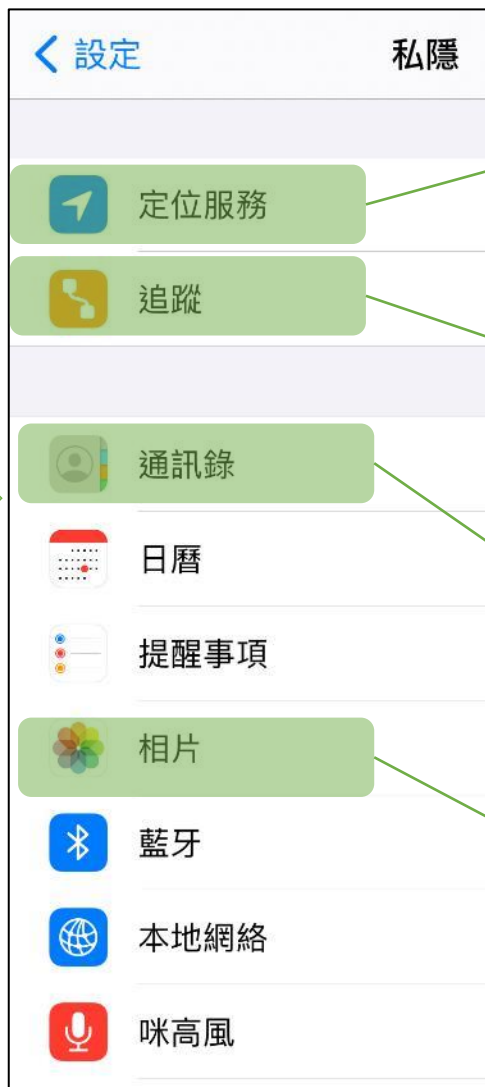 設定
私隱
定位服務
追蹤
通訊錄
日曆
提醒事項
相片
藍牙
本地網絡
咪高風